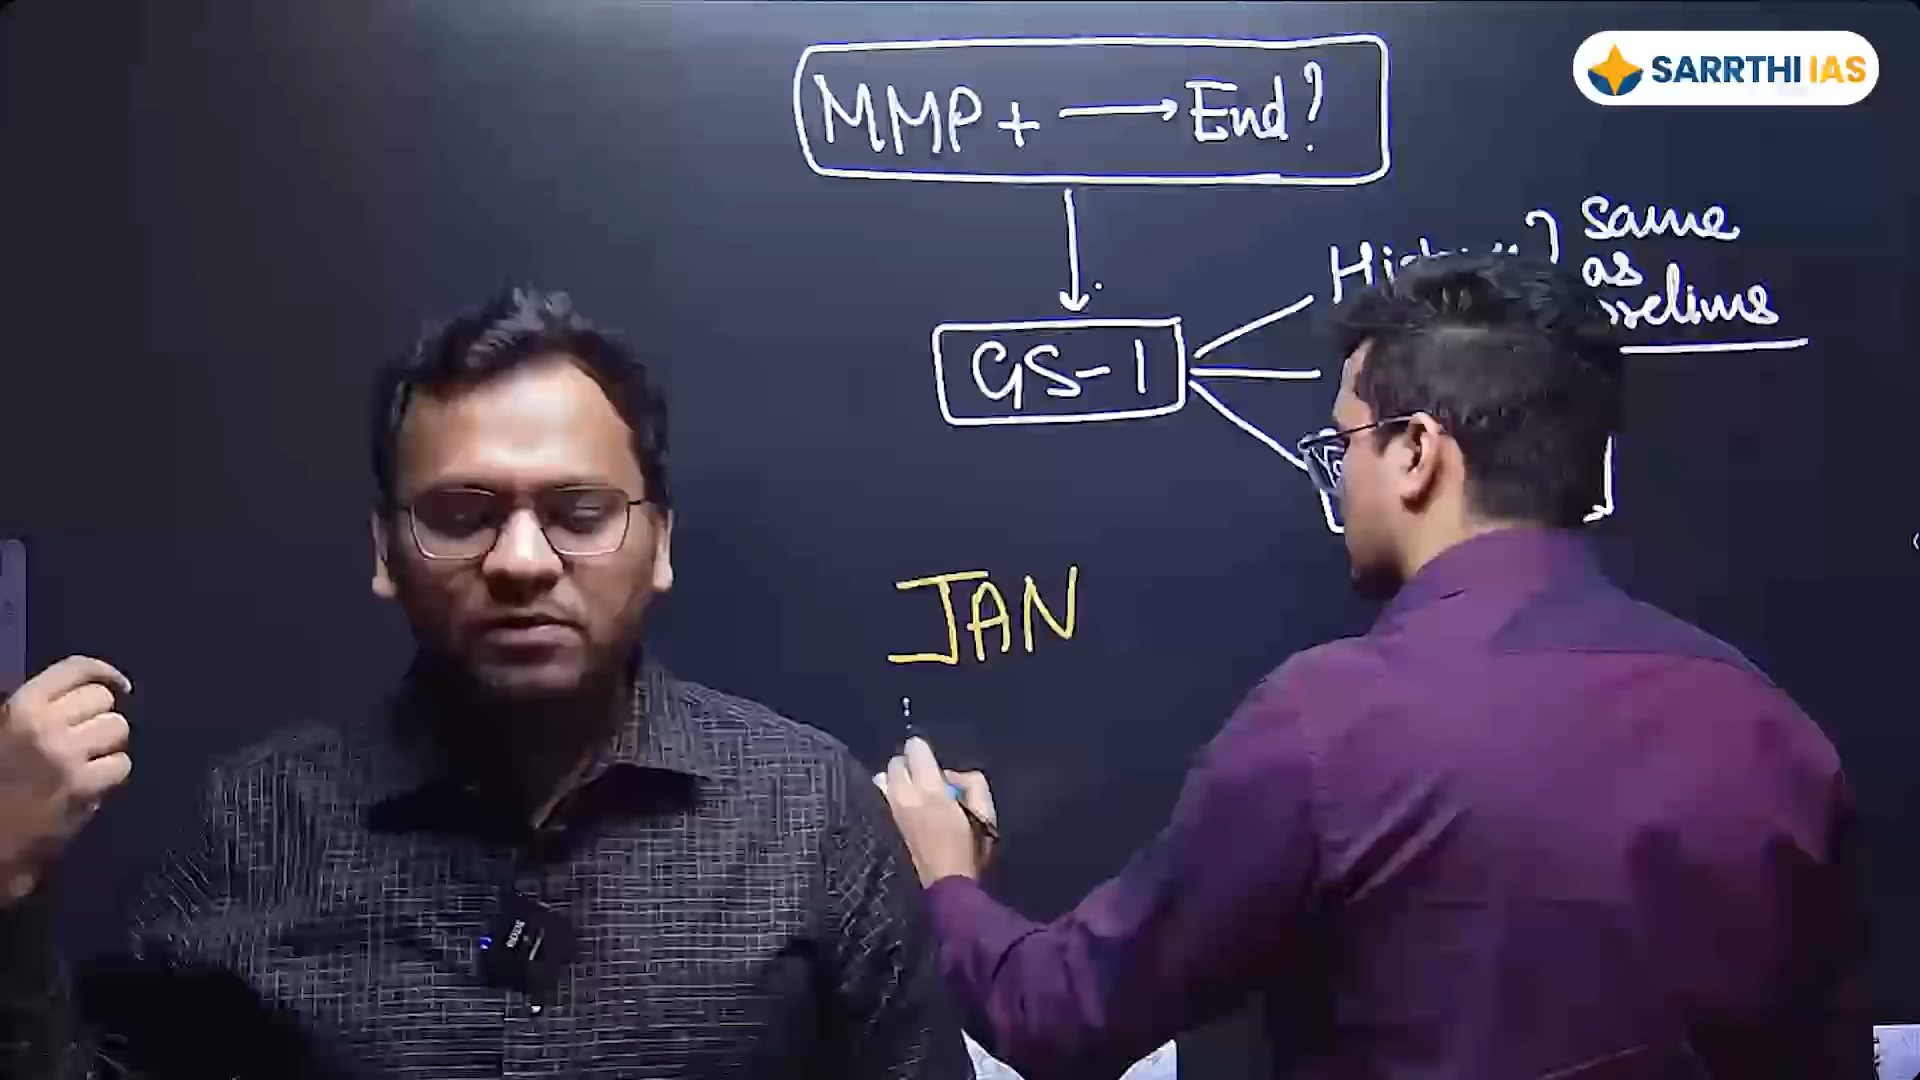 SARRTHI IAS
MMP + → End?
same
as
GS-1
JAN